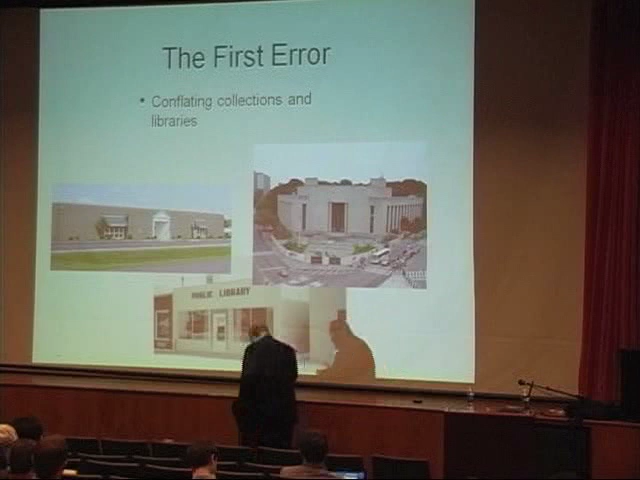 The First Error
• Conflating collections and
libraries
PUBLIC LIBRARY